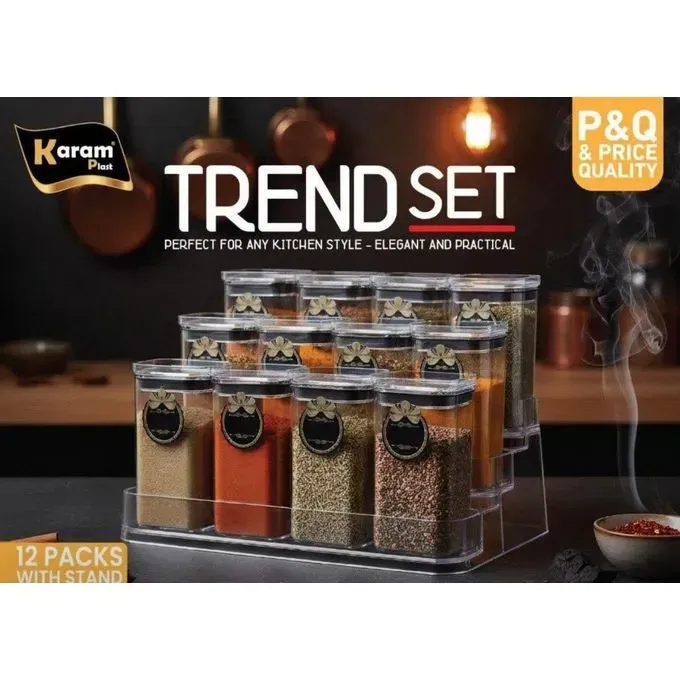 Karam®
Plast
TREND SET
PERFECT FOR ANY KITCHEN STYLE - ELEGANT AND PRACTICAL
P&Q
& PRICE
QUALITY
12 PACKS
WITH STAND